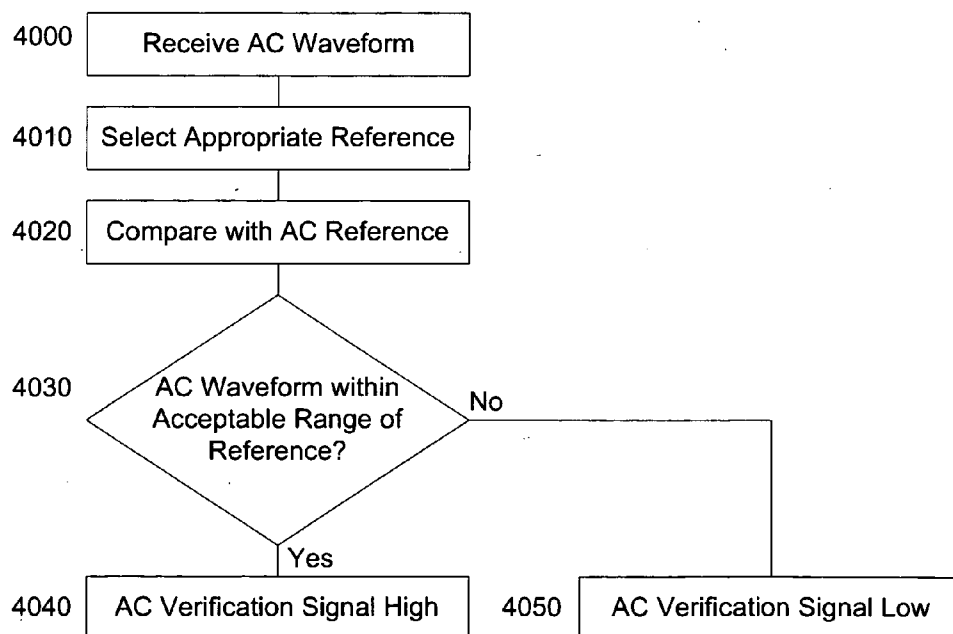 4000 Receive AC Waveform
4010 Select Appropriate Reference
4020 Compare with AC Reference
4030 AC Waveform within
Acceptable Range of
Reference?
No
Yes
4040 AC Verification Signal High
4050 AC Verification Signal Low